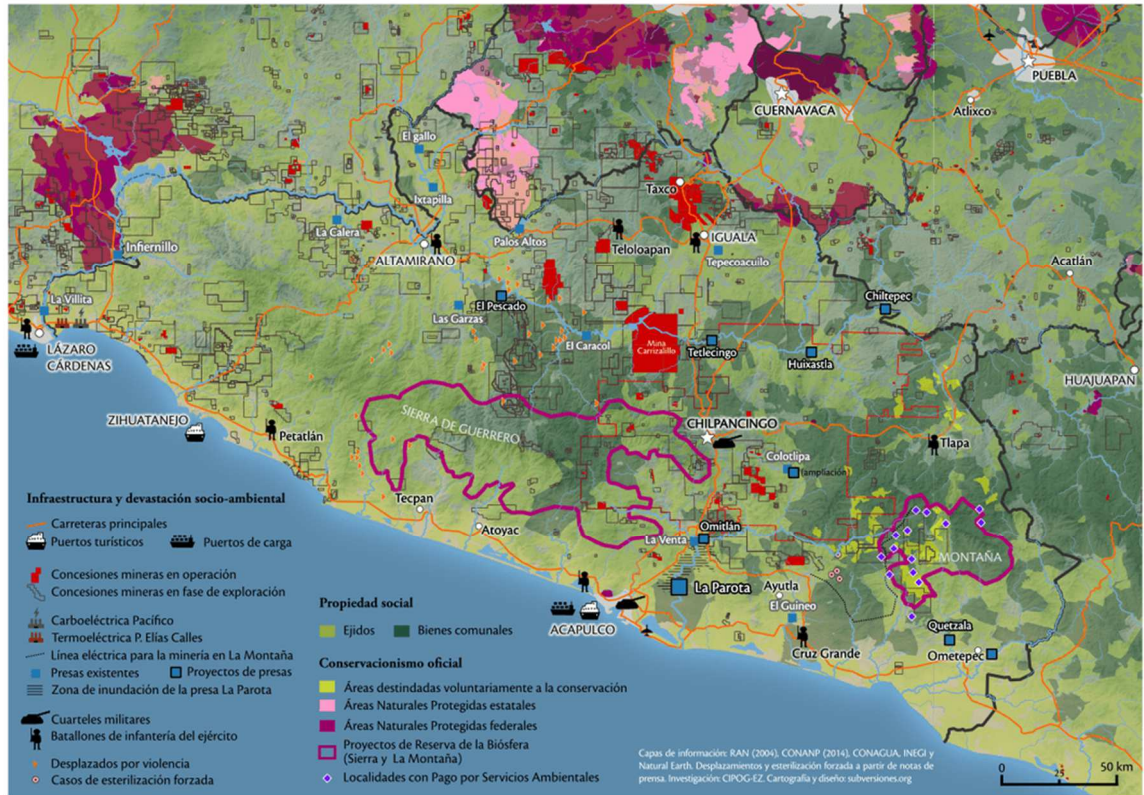 PUEBLA
Atlixco
CUERNAVACA
El gallo
Taxco
Ixtapilla
La Calera
Palos Altos
IGUALA
Teloloapan
Infiernillo
ALTAMIRANO
Tepecoacuilo
Acatlán
La Villita
El Pescado
Chiltepec
Las Garzas
LÁZARO
CÁRDENAS
El Caracol
Mina
Carrizalillo
Tetlecingo
Huixastla
HUAJUAPAN
SIERRA DE GUERRERO
ZIHUATANEJO
CHILPANCINGO
Petatlán
Tlapa
Colotlipa
(ampliación)
Tecpan
Atoyac
Omitlán
La Venta
MONTAÑA
La Parota
Ayutla
El Guineo
ACAPULCO
Quetzala
Cruz Grande
Ometepec
Infraestructura y devastación socio-ambiental
Carreteras principales
Puertos turísticos
Puertos de carga
Concesiones mineras en operación
Concesiones mineras en fase de exploración
Carboeléctrica Pacífico
Termoeléctrica P. Elías Calles
Línea eléctrica para la minería en La Montaña
Presas existentes
Proyectos de presas
Zona de inundación de la presa La Parota
Cuarteles militares
Batallones de infantería del ejército
Desplazados por violencia
Casos de esterilización forzada
Propiedad social
Ejidos
Bienes comunales
Conservacionismo oficial
Áreas destinadas voluntariamente a la conservación
Áreas Naturales Protegidas estatales
Áreas Naturales Protegidas federales
Proyectos de Reserva de la Biósfera
(Sierra y La Montaña)
Localidades con Pago por Servicios Ambientales
Capas de información: RAN (2004), CONANP (2014), CONAGUA, INEGI y
Natural Earth. Desplazamientos y esterilización forzada a partir de notas de
prensa. Investigación: CIPOG-EZ. Cartografía y diseño: subversiones.org
0
25
50 km